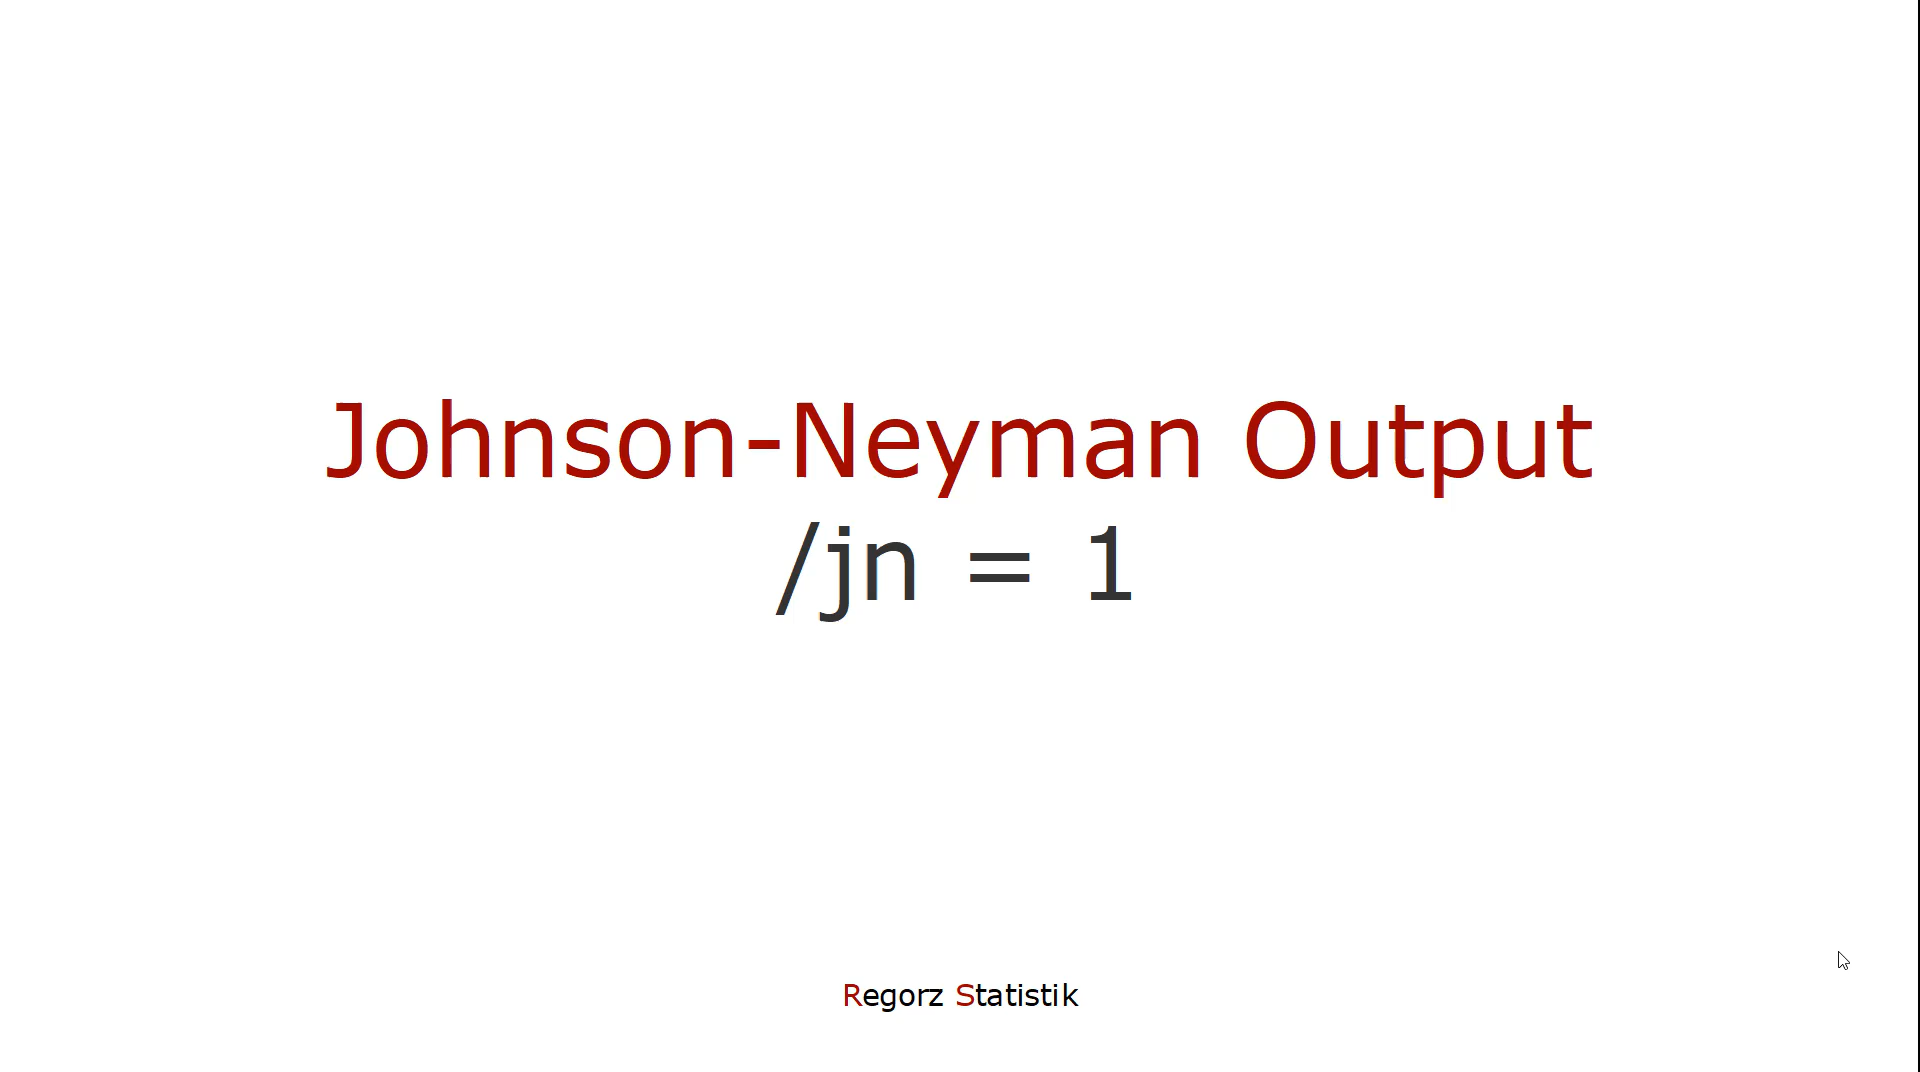 Johnson-Neyman Output
/jn = 1
Regorz Statistik